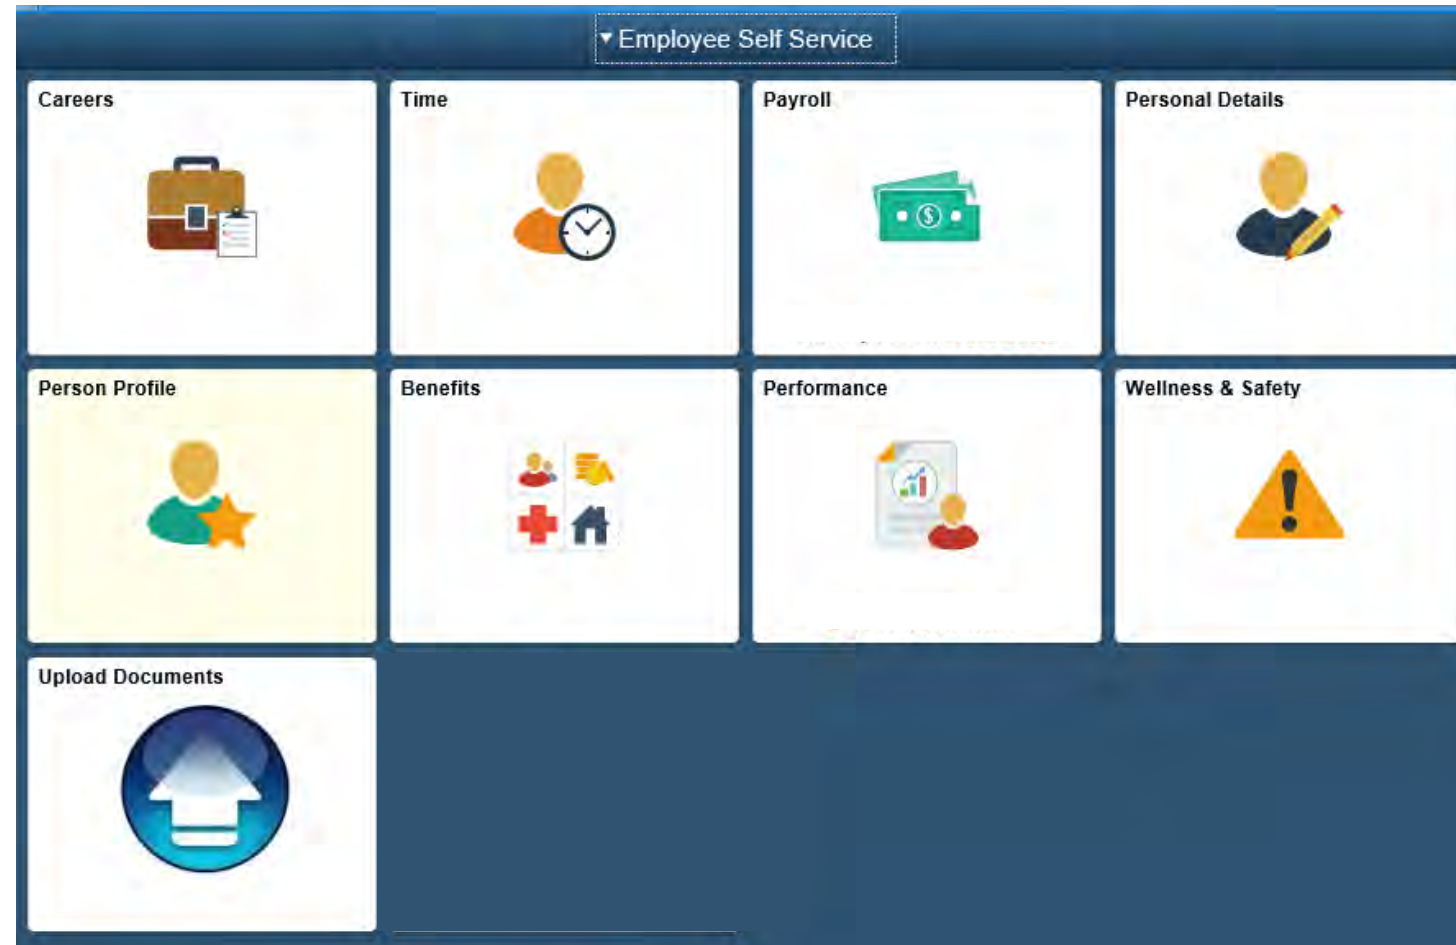 Employee Self Service
Careers
Time
Payroll
Personal Details
Person Profile
Benefits
Performance
Wellness & Safety
Upload Documents